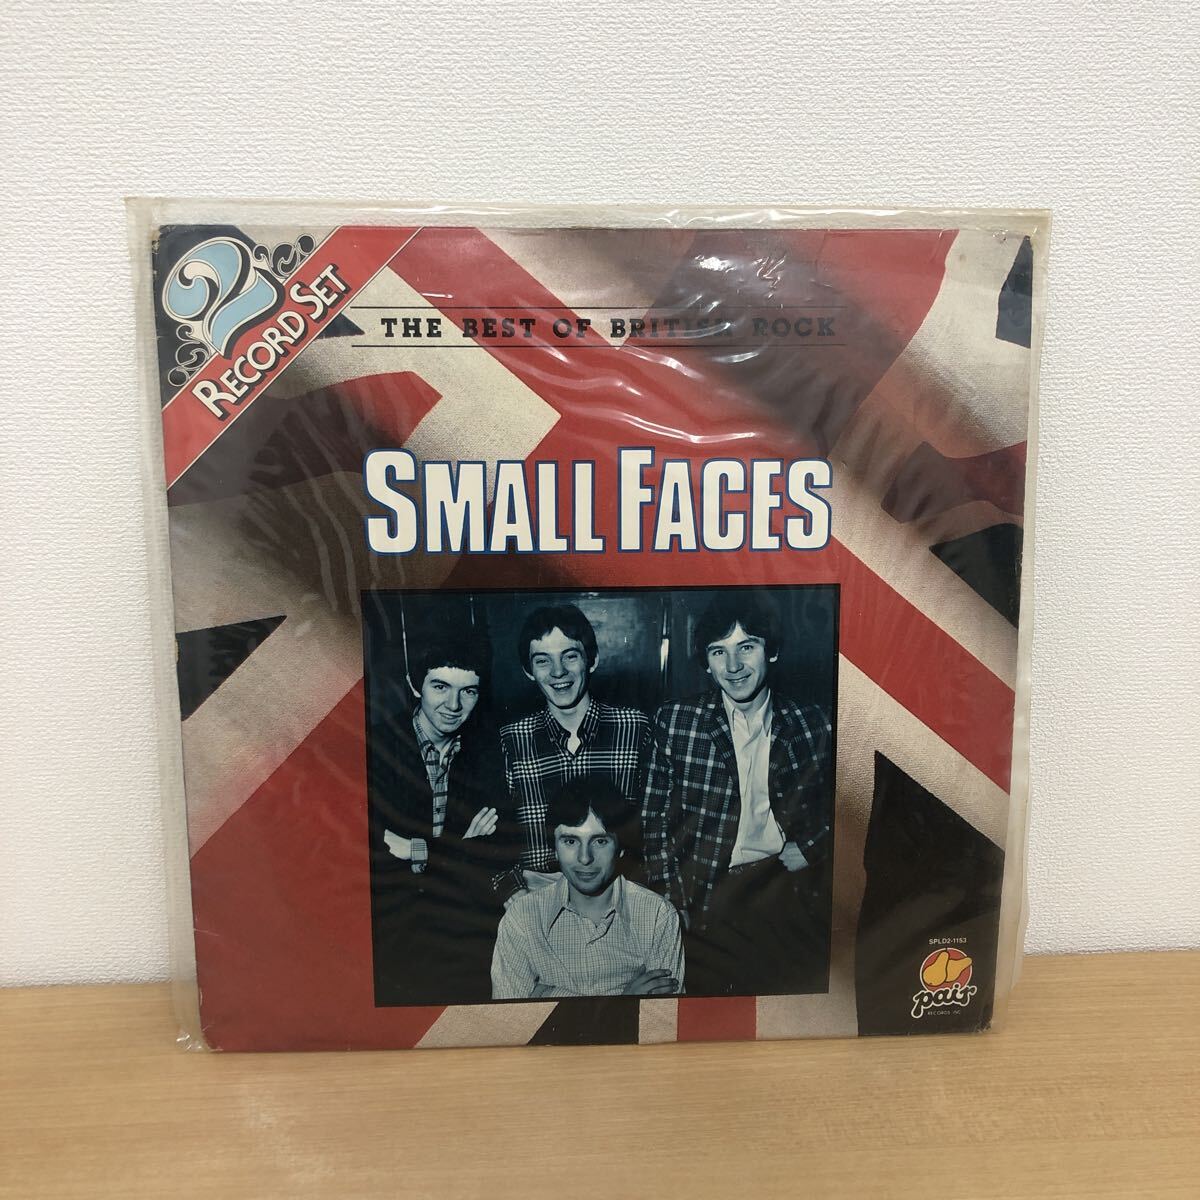 2
RECORD SET
THE BEST OF BRITISH ROCK
SMALL FACES
SPLD2-1153
pair
RECORDS INC